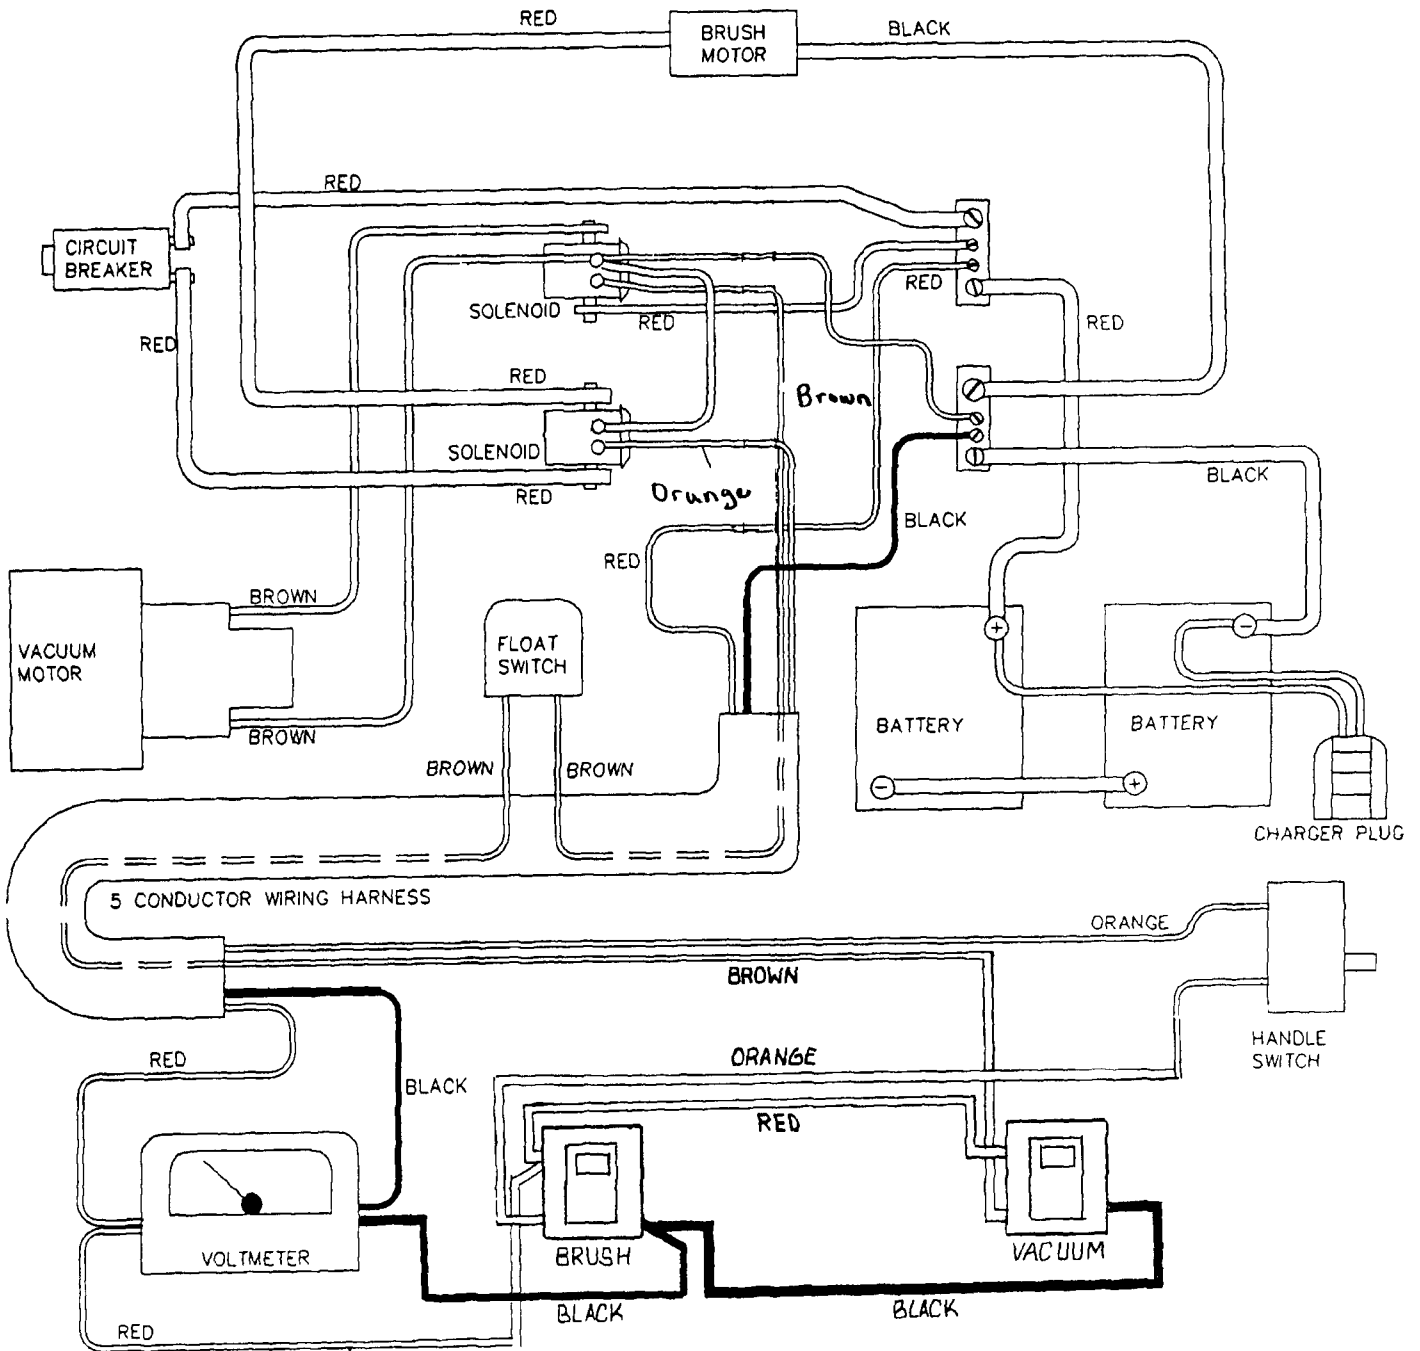 RED
BRUSH
MOTOR
BLACK
RED
CIRCUIT
BREAKER
SOLENOID
RED
RED
RED
RED
RED
Brown
SOLENOID
RED
Orange
BLACK
BLACK
RED
BROWN
VACUUM
MOTOR
FLOAT
SWITCH
+
-
BROWN
BATTERY
BATTERY
BROWN
BROWN
-
+
CHARGER PLUG
5 CONDUCTOR WIRING HARNESS
ORANGE
BROWN
HANDLE
SWITCH
RED
ORANGE
BLACK
RED
VOLTMETER
BRUSH
VACUUM
BLACK
BLACK
RED